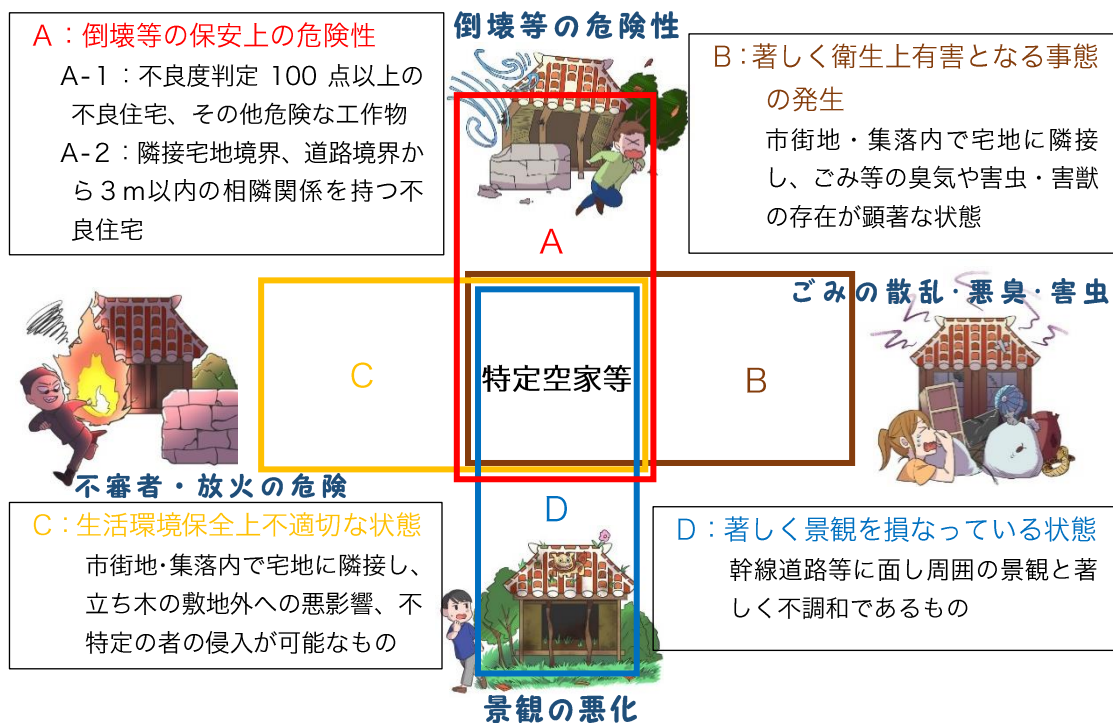 A：倒壊等の保安上の危険性
A-1：不良度判定 100 点以上の
不良住宅、その他危険な工作物
A-2：隣接宅地境界、道路境界か
ら３ｍ以内の相隣関係を持つ不
良住宅
倒壊等の危険性
B：著しく衛生上有害となる事態
の発生
市街地・集落内で宅地に隣接
し、ごみ等の臭気や害虫・害獣
の存在が顕著な状態
A
ごみの散乱・悪臭・害虫
C
特定空家等
B
不審者・放火の危険
C：生活環境保全上不適切な状態
市街地・集落内で宅地に隣接し、
立ち木の敷地外への悪影響、不
特定の者の侵入が可能なもの
D
D：著しく景観を損なっている状態
幹線道路等に面し周囲の景観と著
しく不調和であるもの
景観の悪化